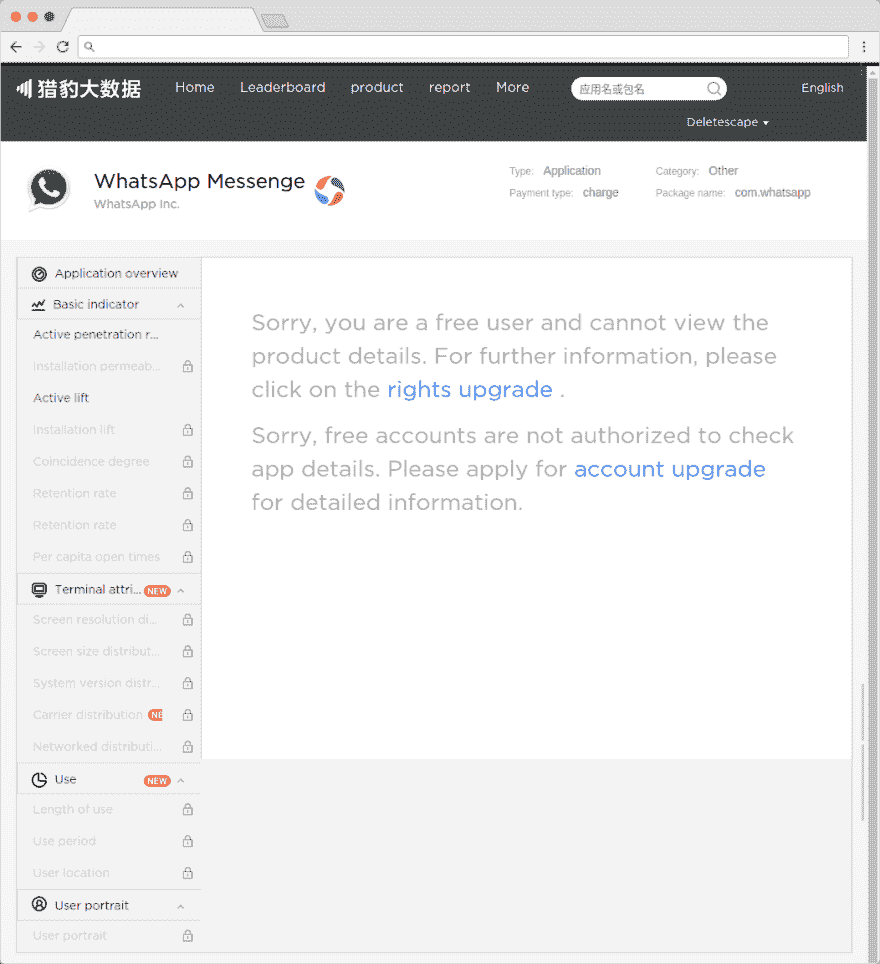 猎豹大数据 Home Leaderboard product report More 应用名或包名 English
Deletescape
WhatsApp Messenge
WhatsApp Inc.
Type: Application Category: Other
Payment type: charge Package name: com.whatsapp
Application overview
Basic indicator
Active penetration r...
Installation permeab...
Active lift
Installation lift
Coincidence degree
Retention rate
Retention rate
Per capita open times
Terminal attri... NEW
Screen resolution di...
Screen size distribut...
System version distr...
Carrier distribution NE
Networked distributi...
Use NEW
Length of use
Use period
User location
User portrait
User portrait
Sorry, you are a free user and cannot view the
product details. For further information, please
click on the rights upgrade .
Sorry, free accounts are not authorized to check
app details. Please apply for account upgrade
for detailed information.